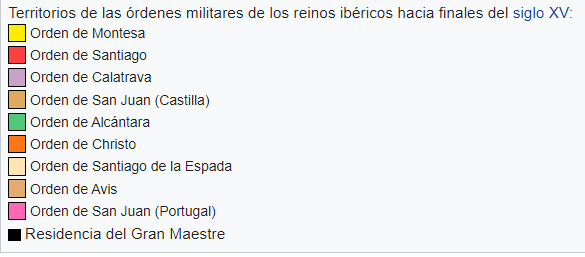 Territorios de las órdenes militares de los reinos ibéricos hacia finales del siglo XV:
Orden de Montesa
Orden de Santiago
Orden de Calatrava
Orden de San Juan (Castilla)
Orden de Alcántara
Orden de Christo
Orden de Santiago de la Espada
Orden de Avis
Orden de San Juan (Portugal)
Residencia del Gran Maestre